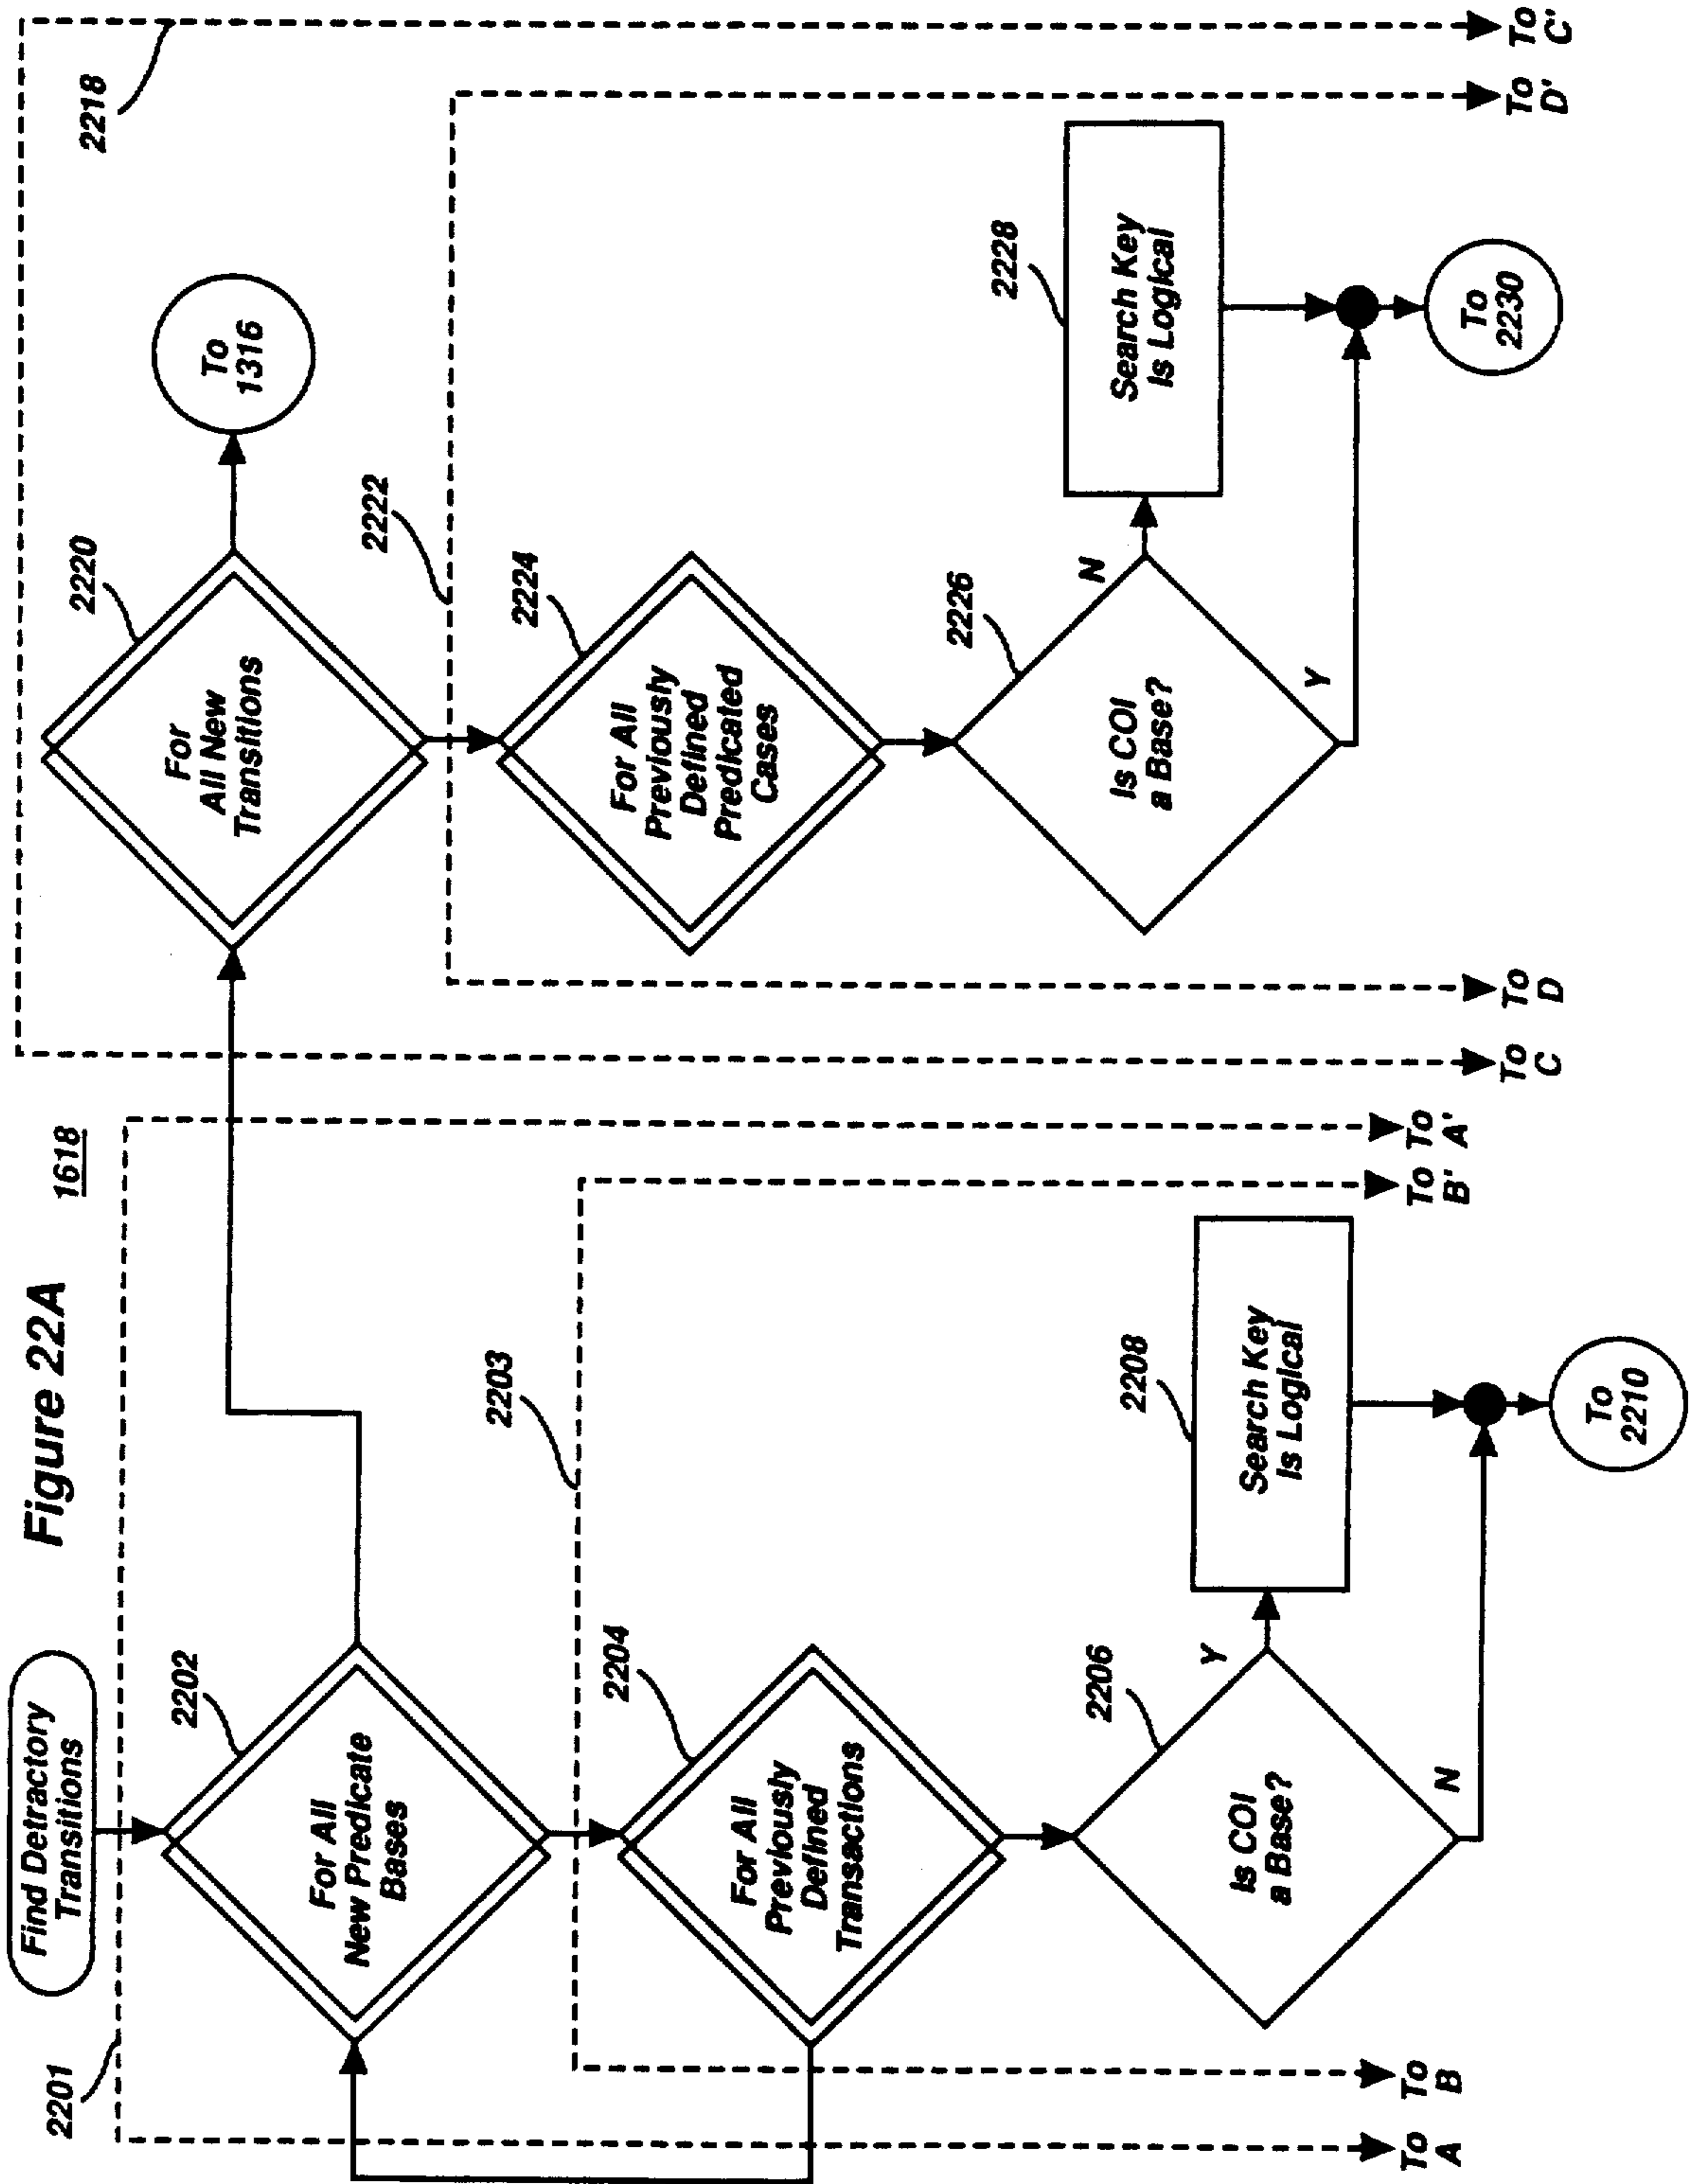 Figure 22A
1618
Find Detractory
Transitions
2201
2202
For All
New Predicate
Bases
2203
2204
For All
Previously
Defined
Transactions
2206
Is COI
a Base?
Y
N
2208
Search Key
Is Logical
To
2210
To
A
To
B
To
B'
To
A'
2218
2220
For
All New
Transitions
To
1316
2222
2224
For All
Previously
Defined
Predicated
Cases
2226
Is COI
a Base?
N
Y
2228
Search Key
Is Logical
To
2230
To
C
To
D
To
D'
To
C'